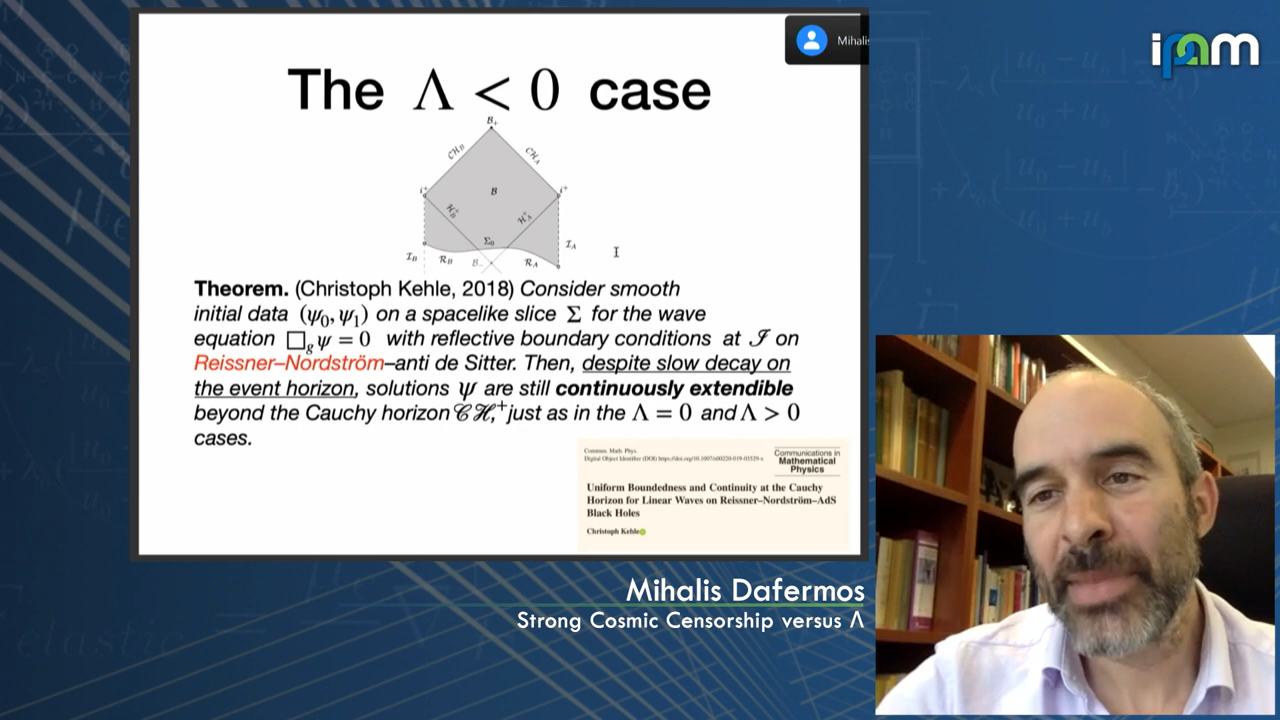 ipam
Mihalis
The Λ < 0 case
B₊
CH_B
CH_A
i⁺
B
i⁺
H⁺_B
H⁺_A
Σ₀
I_B
R_B
B₋
R_A
I_A
Theorem. (Christoph Kehle, 2018) Consider smooth
initial data (ψ₀, ψ₁) on a spacelike slice Σ for the wave
equation □_g ψ = 0 with reflective boundary conditions at ℐ on
Reissner–Nordström–anti de Sitter. Then, despite slow decay on
the event horizon, solutions ψ are still continuously extendible
beyond the Cauchy horizon 𝒞ℋ⁺, just as in the Λ = 0 and Λ > 0
cases.
Commun. Math. Phys.
Communications in
Mathematical
Physics
Uniform Boundedness and Continuity at the Cauchy
Horizon for Linear Waves on Reissner–Nordström–AdS
Black Holes
Christoph Kehle
Mihalis Dafermos
Strong Cosmic Censorship versus Λ